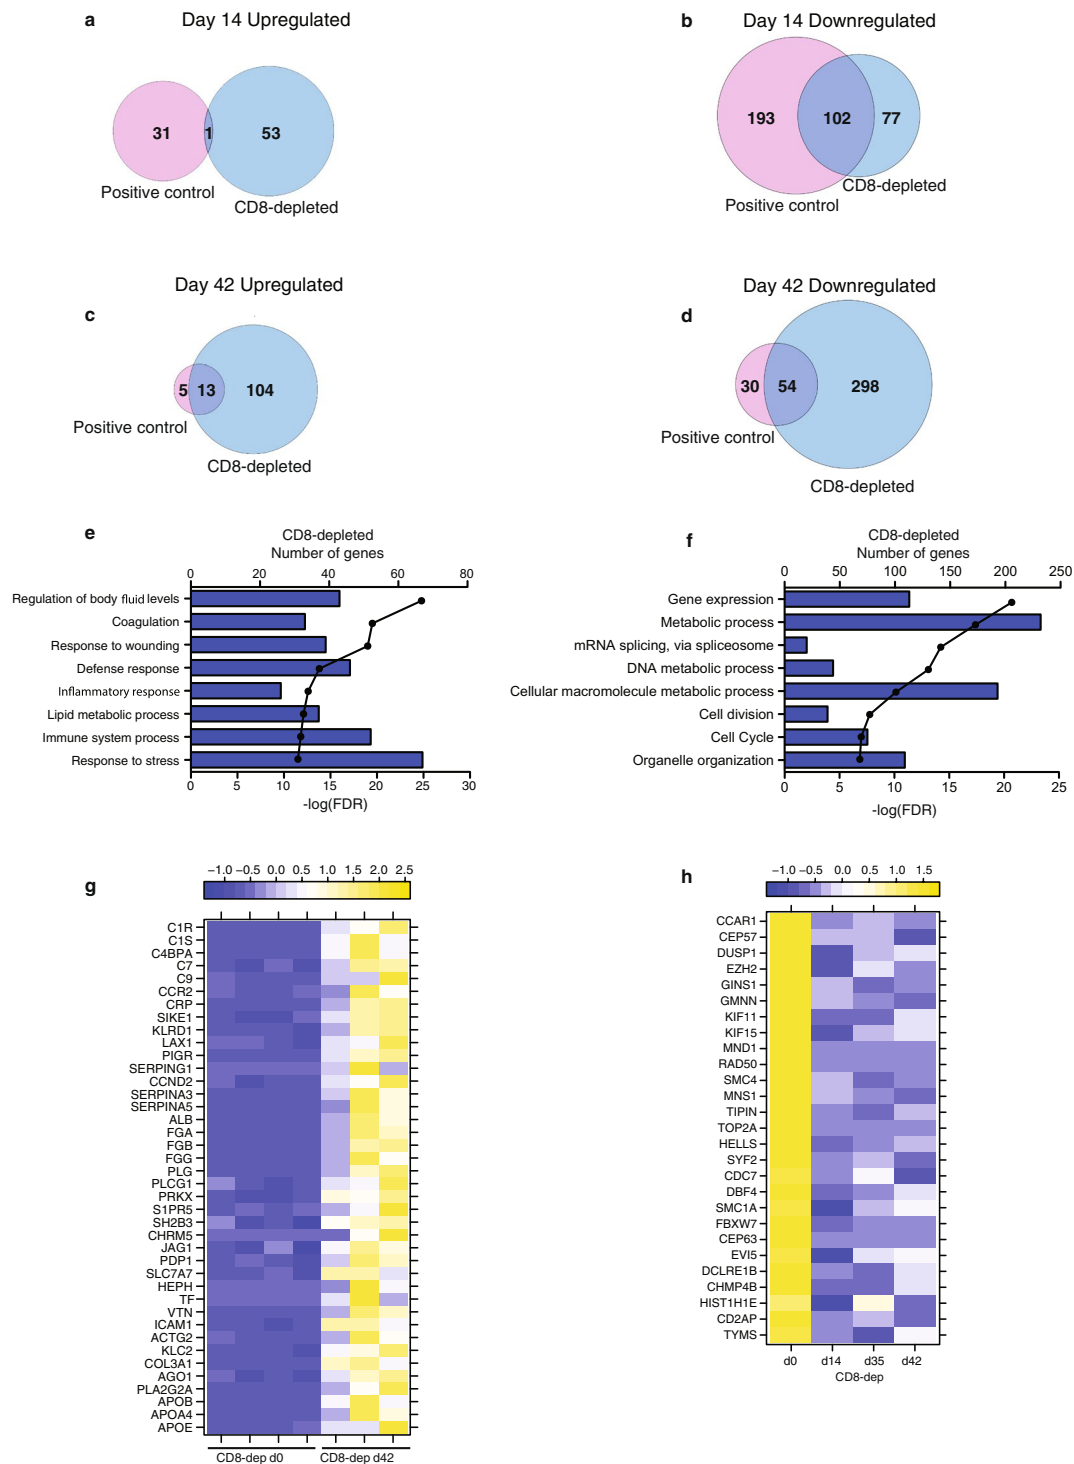 a Day 14 Upregulated
31 1 53
Positive control
CD8-depleted
b Day 14 Downregulated
193 102 77
CD8-depleted
Positive control
Day 42 Upregulated
c
5 13 104
Positive control
CD8-depleted
Day 42 Downregulated
d
30 54 298
Positive control
CD8-depleted
e
CD8-depleted
Number of genes
0 20 40 60 80
Regulation of body fluid levels
Coagulation
Response to wounding
Defense response
Inflammatory response
Lipid metabolic process
Immune system process
Response to stress
0 5 10 15 20 25 30
-log(FDR)
f
CD8-depleted
Number of genes
0 50 100 150 200 250
Gene expression
Metabolic process
mRNA splicing, via spliceosome
DNA metabolic process
Cellular macromolecule metabolic process
Cell division
Cell Cycle
Organelle organization
0 5 10 15 20 25
-log(FDR)
g
−1.0 −0.5 0.0 0.5 1.0 1.5 2.0 2.5
C1R
C1S
C4BPA
C7
C9
CCR2
CRP
SIKE1
KLRD1
LAX1
PIGR
SERPING1
CCND2
SERPINA3
SERPINA5
ALB
FGA
FGB
FGG
PLG
PLCG1
PRKX
S1PR5
SH2B3
CHRM5
JAG1
PDP1
SLC7A7
HEPH
TF
VTN
ICAM1
ACTG2
KLC2
COL3A1
AGO1
PLA2G2A
APOB
APOA4
APOE
CD8-dep d0 CD8-dep d42
h
−1.0 −0.5 0.0 0.5 1.0 1.5
CCAR1
CEP57
DUSP1
EZH2
GINS1
GMNN
KIF11
KIF15
MND1
RAD50
SMC4
MNS1
TIPIN
TOP2A
HELLS
SYF2
CDC7
DBF4
SMC1A
FBXW7
CEP63
EVI5
DCLRE1B
CHMP4B
HIST1H1E
CD2AP
TYMS
d0 d14 d35 d42
CD8-dep